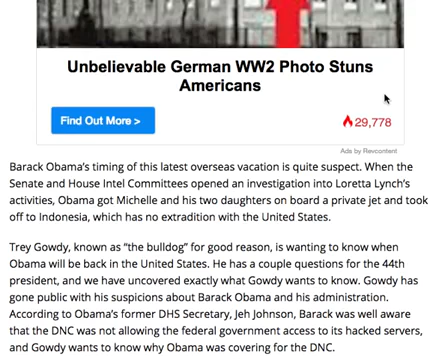 Unbelievable German WW2 Photo Stuns
Americans
Find Out More >
29,778
Ads by Revcontent
Barack Obama's timing of this latest overseas vacation is quite suspect. When the
Senate and House Intel Committees opened an investigation into Loretta Lynch's
activities, Obama got Michelle and his two daughters on board a private jet and took
off to Indonesia, which has no extradition with the United States.
Trey Gowdy, known as "the bulldog" for good reason, is wanting to know when
Obama will be back in the United States. He has a couple questions for the 44th
president, and we have uncovered exactly what Gowdy wants to know. Gowdy has
gone public with his suspicions about Barack Obama and his administration.
According to Obama's former DHS Secretary, Jeh Johnson, Barack was well aware
that the DNC was not allowing the federal government access to its hacked servers,
and Gowdy wants to know why Obama was covering for the DNC.